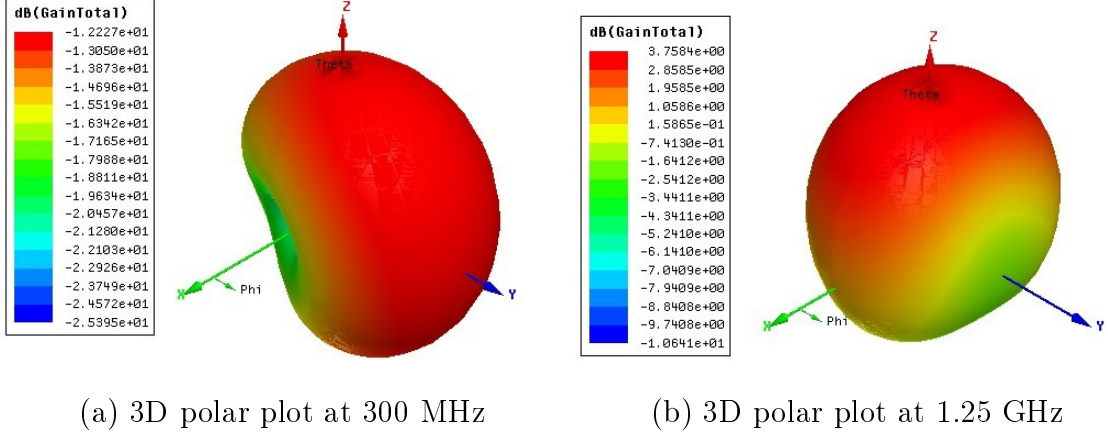 dB(GainTotal)
-1.2227e+01
-1.3050e+01
-1.3873e+01
-1.4696e+01
-1.5519e+01
-1.6342e+01
-1.7165e+01
-1.7988e+01
-1.8811e+01
-1.9634e+01
-2.0457e+01
-2.1280e+01
-2.2103e+01
-2.2926e+01
-2.3749e+01
-2.4572e+01
-2.5395e+01
Z
Theta
X
Phi
Y
dB(GainTotal)
3.7584e+00
2.8585e+00
1.9585e+00
1.0586e+00
1.5865e-01
-7.4130e-01
-1.6412e+00
-2.5412e+00
-3.4411e+00
-4.3411e+00
-5.2410e+00
-6.1410e+00
-7.0409e+00
-7.9409e+00
-8.8408e+00
-9.7408e+00
-1.0641e+01
Z
Theta
X
Phi
Y
(a) 3D polar plot at 300 MHz
(b) 3D polar plot at 1.25 GHz